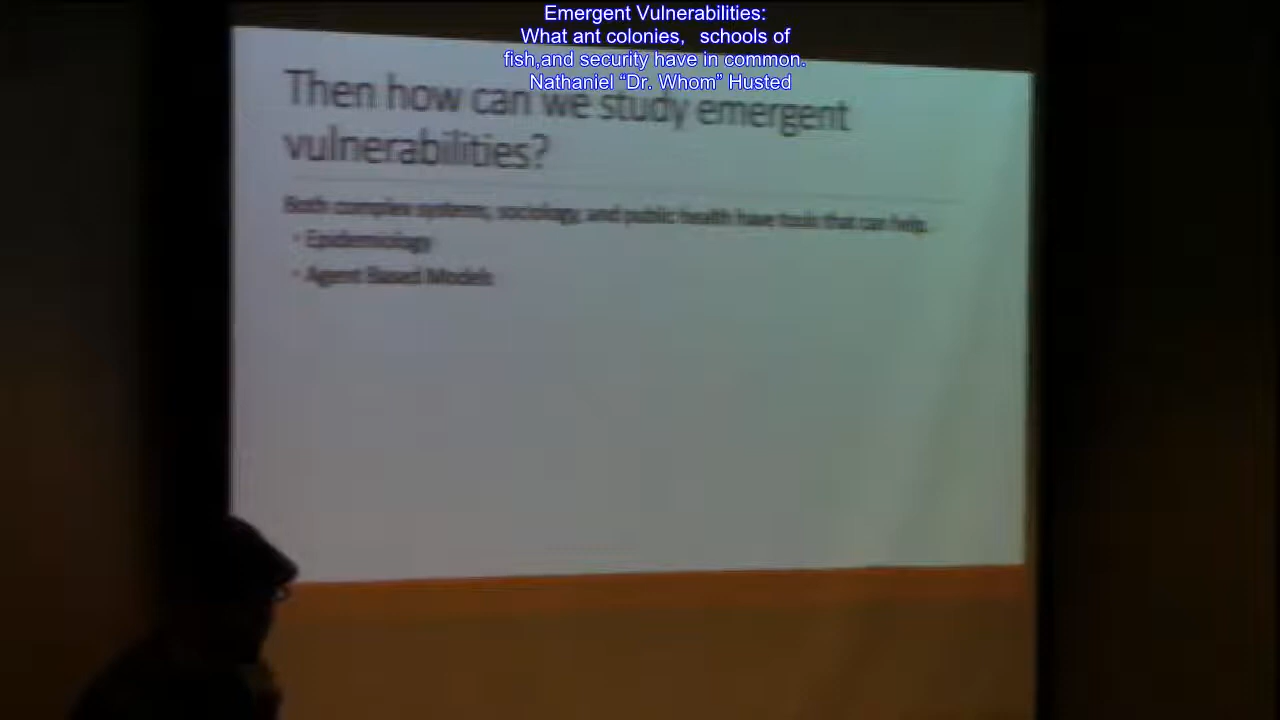 Emergent Vulnerabilities:
What ant colonies, schools of
fish,and security have in common.
Nathaniel “Dr. Whom” Husted
Then how can we study emergent
vulnerabilities?
Both complex systems, sociology, and public health have tools that can help.
• Epidemiology
• Agent Based Models